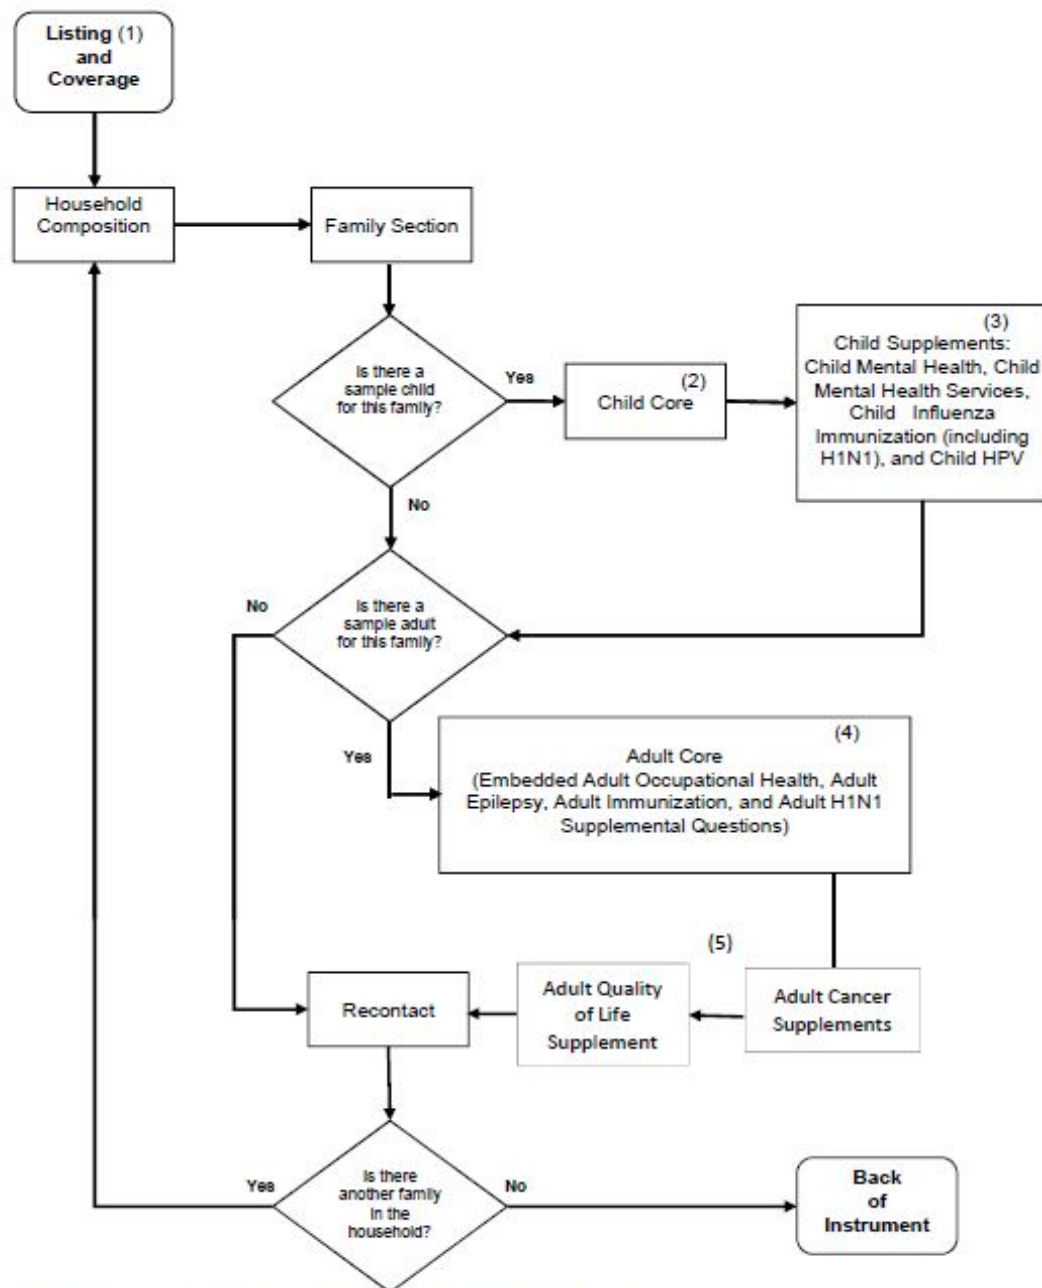 Listing (1)
and
Coverage
Household
Composition
Family Section
Is there a
sample child
for this family?
Yes
(2)
Child Core
(3)
Child Supplements:
Child Mental Health, Child
Mental Health Services,
Child Influenza
Immunization (including
H1N1), and Child HPV
No
No
Is there a
sample adult
for this family?
Yes
(4)
Adult Core
(Embedded Adult Occupational Health, Adult
Epilepsy, Adult Immunization, and Adult H1N1
Supplemental Questions)
(5)
Recontact
Adult Quality
of Life
Supplement
Adult Cancer
Supplements
Yes
Is there
another family
in the
household?
No
Back
of
Instrument